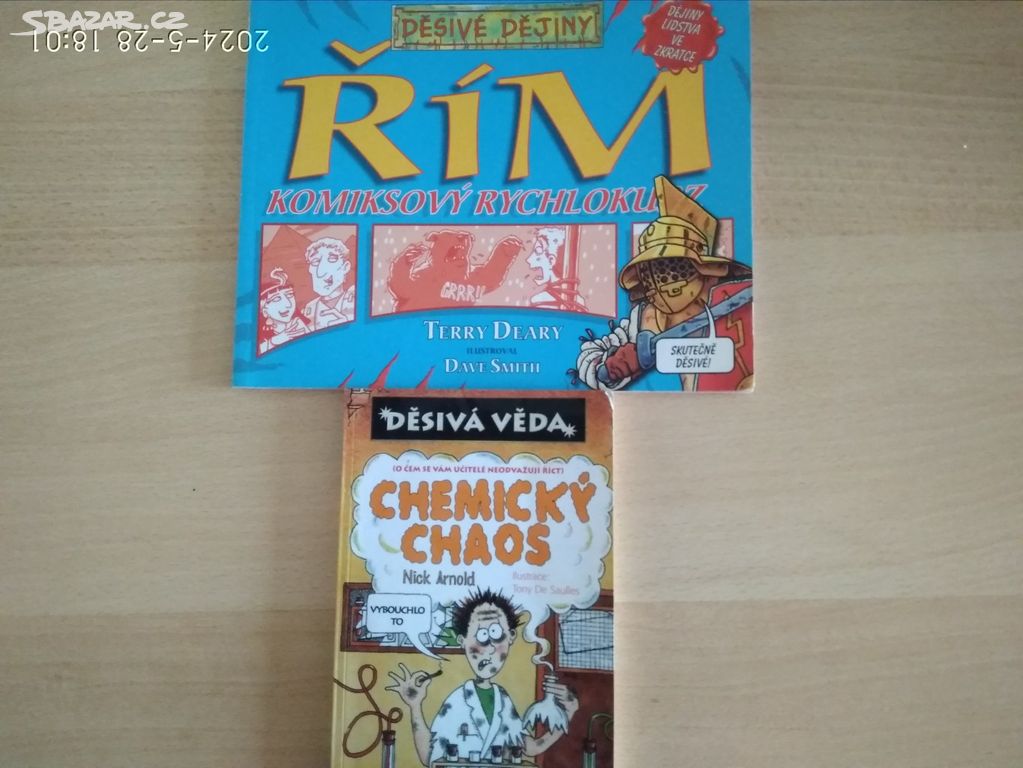 SBAZAR.CZ
2024-5-28 18:01
DĚSIVÉ DĚJINY
DĚJINY
LIDSTVA
VE
ZKRATCE
ŘÍM
KOMIKSOVÝ RYCHLOKURZ
GRRR!!
TERRY DEARY
ILUSTROVAL
DAVE SMITH
SKUTEČNĚ
DĚSIVÉ!
DĚSIVÁ VĚDA
(O ČEM SE VÁM UČITELÉ NEODVAŽUJÍ ŘÍCT)
CHEMICKÝ
CHAOS
Nick Arnold
Ilustrace:
Tony De Saulles
VYBOUCHLO
TO